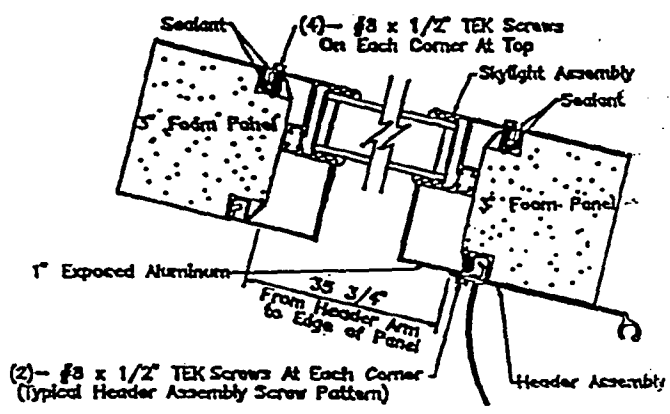 Sealant
(4)- #8 x 1/2" TEK Screws
On Each Corner At Top
Skylight Assembly
Sealant
3" Foam Panel
3" Foam Panel
1" Exposed Aluminum
35 3/4"
From Header Arm
to Edge of Panel
(2)- #8 x 1/2" TEK Screws At Each Corner
(Typical Header Assembly Screw Pattern)
Header Assembly